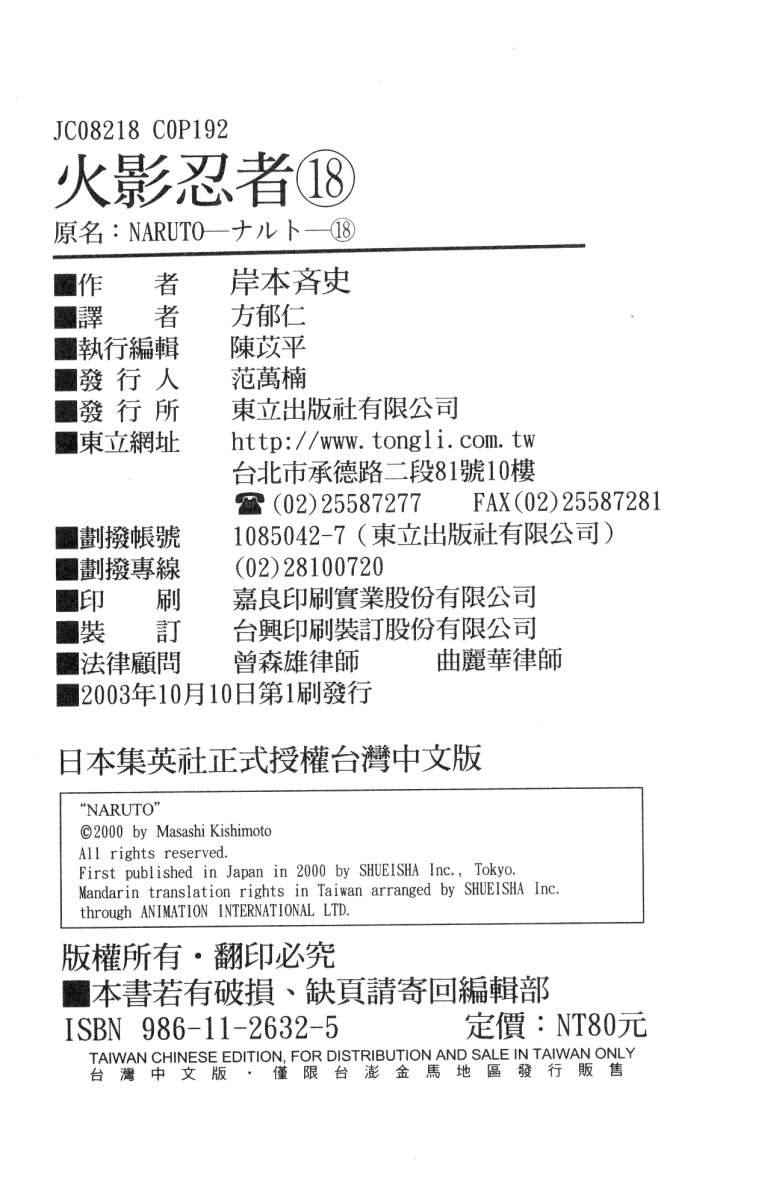 JC08218 C0P192
火影忍者⑱
原名：NARUTO—ナルト—⑱
■作　者　岸本斉史
■譯　者　方郁仁
■執行編輯　陳苡平
■發行人　范萬楠
■發行所　東立出版社有限公司
■東立網址　http://www.tongli.com.tw
台北市承德路二段81號10樓
☎(02)25587277　FAX(02)25587281
■劃撥帳號　1085042-7（東立出版社有限公司）
■劃撥專線　(02)28100720
■印　刷　嘉良印刷實業股份有限公司
■裝　訂　台興印刷裝訂股份有限公司
■法律顧問　曾森雄律師　曲麗華律師
■2003年10月10日第1刷發行
日本集英社正式授權台灣中文版
“NARUTO”
©2000 by Masashi Kishimoto
All rights reserved.
First published in Japan in 2000 by SHUEISHA Inc., Tokyo.
Mandarin translation rights in Taiwan arranged by SHUEISHA Inc.
through ANIMATION INTERNATIONAL LTD.
版權所有・翻印必究
■本書若有破損、缺頁請寄回編輯部
ISBN 986-11-2632-5　定價：NT80元
TAIWAN CHINESE EDITION, FOR DISTRIBUTION AND SALE IN TAIWAN ONLY
台灣中文版・僅限台澎金馬地區發行販售